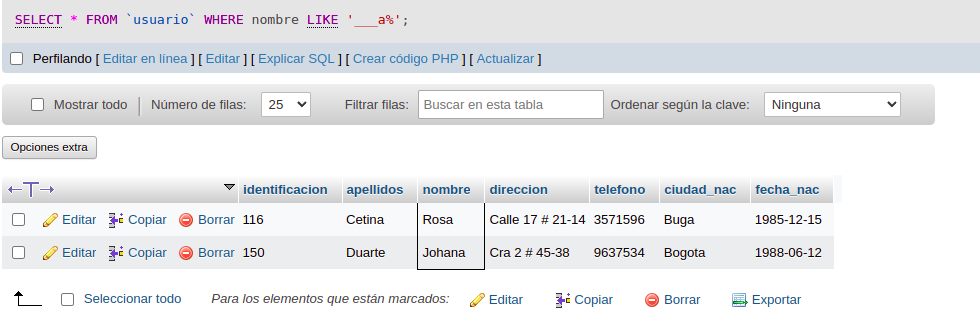 SELECT * FROM `usuario` WHERE nombre LIKE '___a%';
Perfilando [ Editar en línea ] [ Editar ] [ Explicar SQL ] [ Crear código PHP ] [ Actualizar ]
Mostrar todo Número de filas: 25 Filtrar filas: Buscar en esta tabla Ordenar según la clave: Ninguna
Opciones extra
←T→ identificacion apellidos nombre direccion telefono ciudad_nac fecha_nac
Editar Copiar Borrar 116 Cetina Rosa Calle 17 # 21-14 3571596 Buga 1985-12-15
Editar Copiar Borrar 150 Duarte Johana Cra 2 # 45-38 9637534 Bogota 1988-06-12
Seleccionar todo Para los elementos que están marcados: Editar Copiar Borrar Exportar